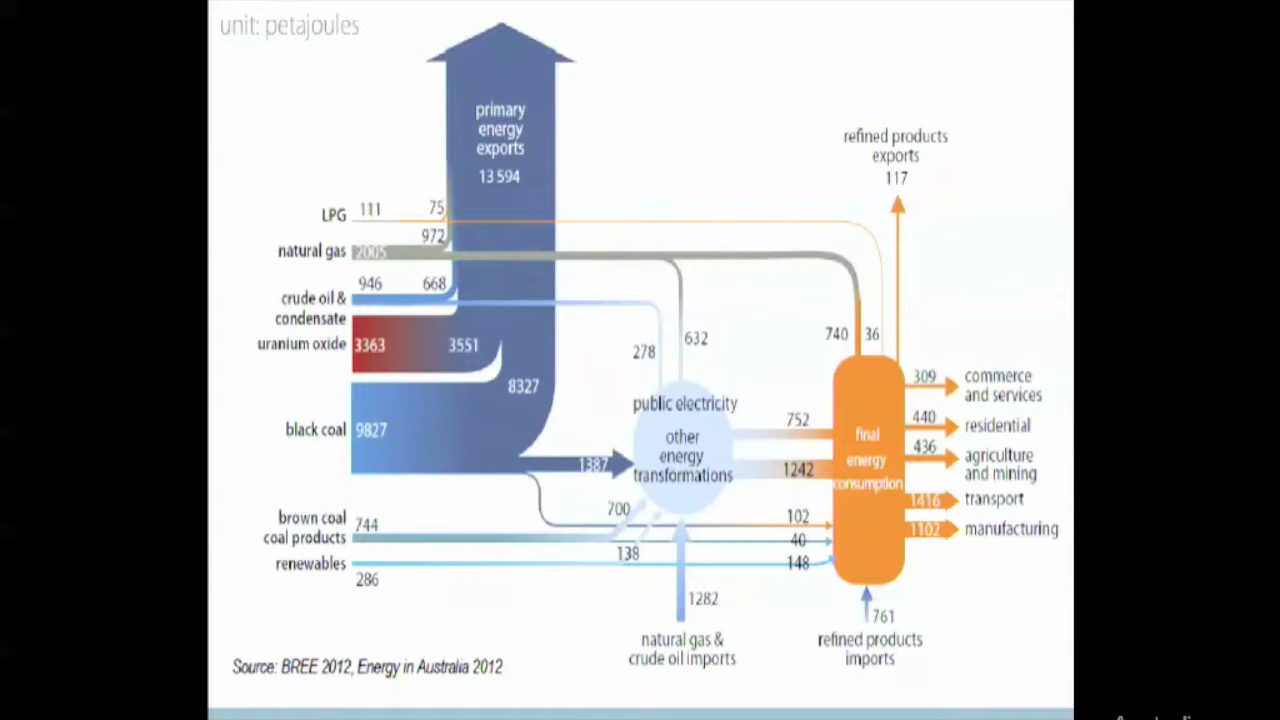 unit: petajoules
primary
energy
exports
13 594
refined products
exports
117
LPG 111 75
972
natural gas 2005
946 668
crude oil &
condensate
uranium oxide 3363 3551
740 36
632
278
8327
309 commerce
and services
public electricity
440 residential
752
black coal 9827
other
energy
transformations
final
energy
consumption
436 agriculture
and mining
1387
1242
1416 transport
700
102
brown coal
coal products
744
1102 manufacturing
40
138
renewables
148
286
1282
761
natural gas &
crude oil imports
refined products
imports
Source: BREE 2012, Energy in Australia 2012